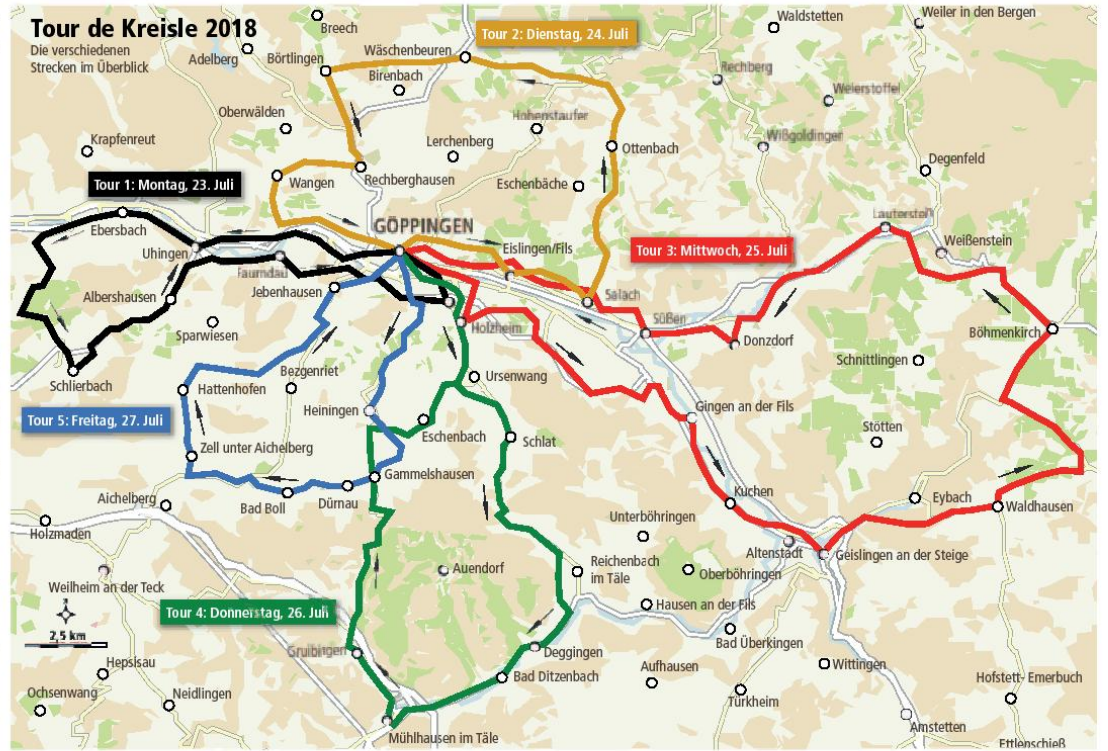 Tour de Kreisle 2018
Die verschiedenen
Strecken im Überblick
Breech
Adelberg
Börtlingen
Wäschenbeuren
Birenbach
Tour 2: Dienstag, 24. Juli
Waldstetten
Weiler in den Bergen
Rechberg
Weierstoffel
Oberwälden
Hohenstaufer
Krapfenreut
Lerchenberg
Wißgoldinger
Ottenbach
Degenfeld
Tour 1: Montag, 23. Juli
Wangen
Rechberghausen
Eschenbäche
Ebersbach
GÖPPINGEN
Lauterstei
Uhingen
Eislingen/Fils
Tour 3: Mittwoch, 25. Juli
Weißenstein
Faurndau
Jebenhausen
Albershausen
Salach
Sparwiesen
Holzheim
Süßen
Donzdorf
Böhmenkirch
Schlierbach
Hattenhofen
Bezgenriet
Ursenwang
Schnittlingen
Heiningen
Gingen an der Fils
Tour 5: Freitag, 27. Juli
Eschenbach
Schlat
Stötten
Zell unter Aichelberg
Gammelshausen
Aichelberg
Bad Boll
Dürnau
Kuchen
Eybach
Waldhausen
Holzmaden
Unterböhringen
Altenstadt
Geislingen an der Steige
Weilheim an der Teck
Auendorf
Reichenbach
im Täle
Oberböhringen
Tour 4: Donnerstag, 26. Juli
Hausen an der Fils
2,5 km
Bad Überkingen
Gruibingen
Deggingen
Hepsisau
Bad Ditzenbach
Aufhausen
Wittingen
Ochsenwang
Neidlingen
Türkheim
Hofstett- Emerbuch
Mühlhausen im Täle
Amstetten
Ettlenschieß